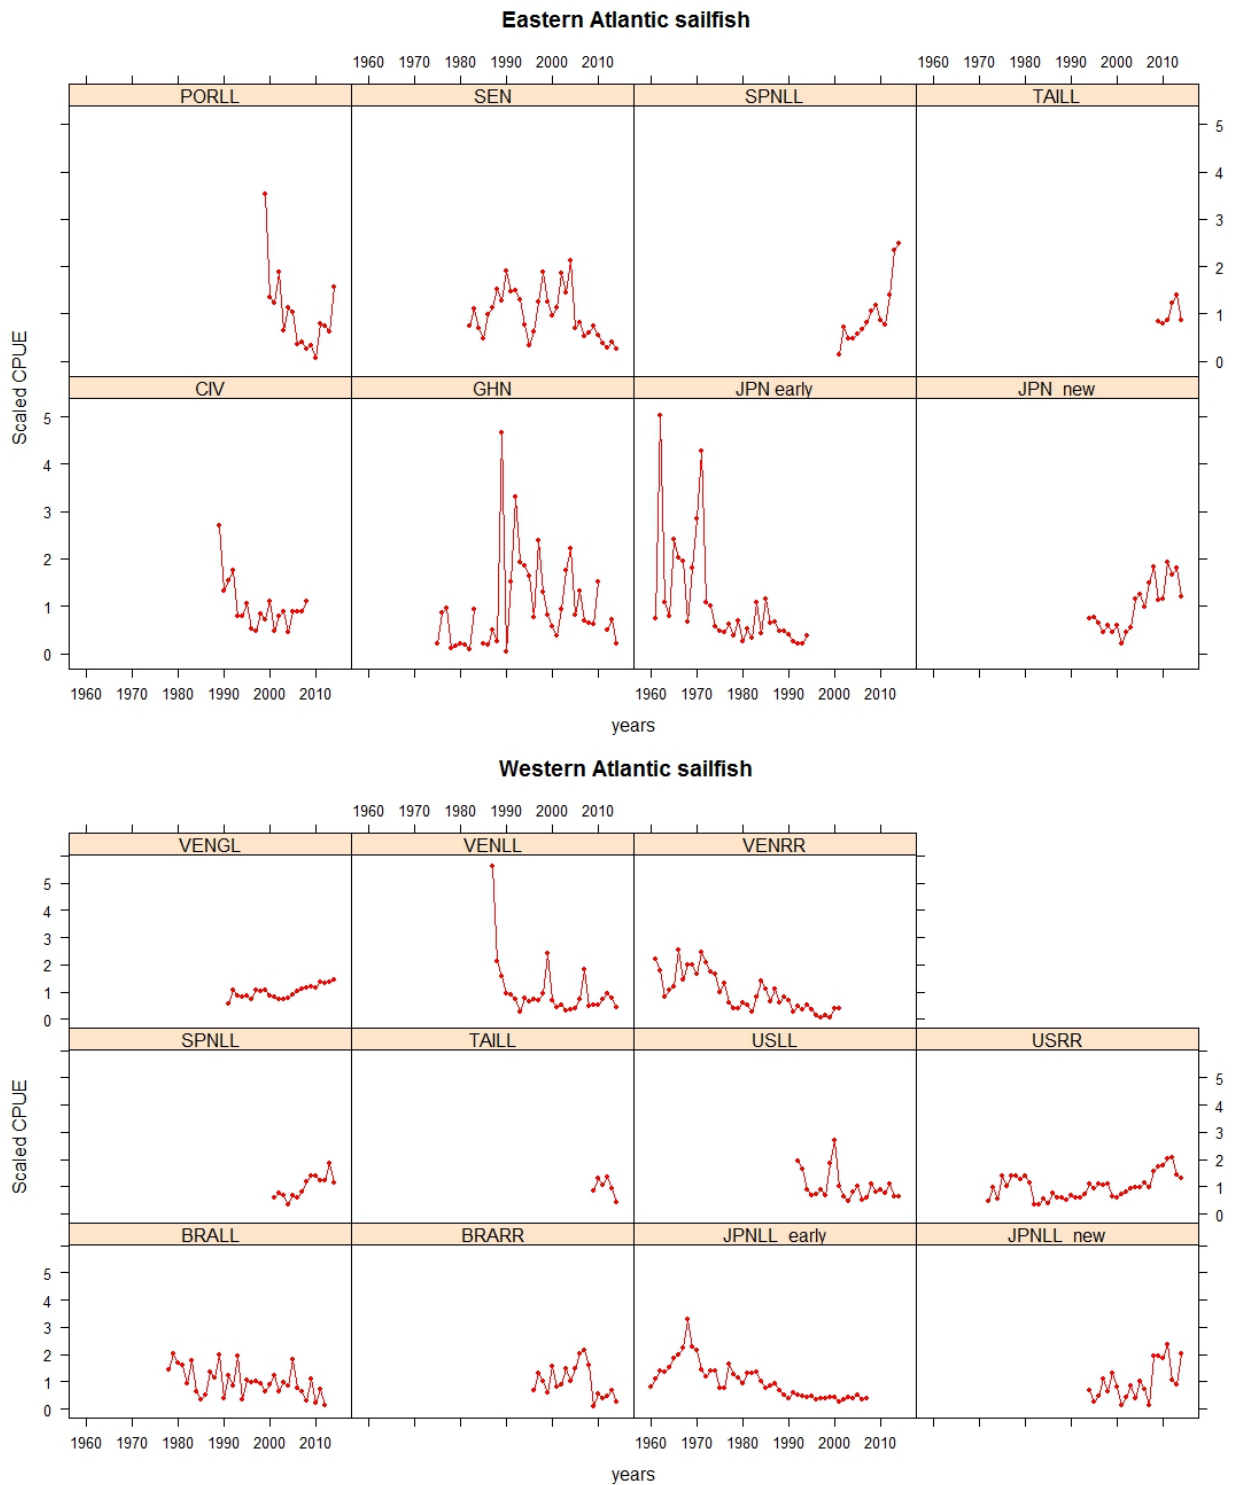 Eastern Atlantic sailfish
1960 1970 1980 1990 2000 2010 1960 1970 1980 1990 2000 2010
PORLL SEN SPNLL TAILL
5
4
3
2
1
0
CIV GHN JPN early JPN new
5
4
3
2
1
0
Scaled CPUE
1960 1970 1980 1990 2000 2010 1960 1970 1980 1990 2000 2010
years
Western Atlantic sailfish
1960 1970 1980 1990 2000 2010
VENGL VENLL VENRR
5
4
3
2
1
0
SPNLL TAILL USLL USRR
5
4
3
2
1
0
Scaled CPUE
BRALL BRARR JPNLL early JPNLL new
5
4
3
2
1
0
1960 1970 1980 1990 2000 2010 1960 1970 1980 1990 2000 2010
years